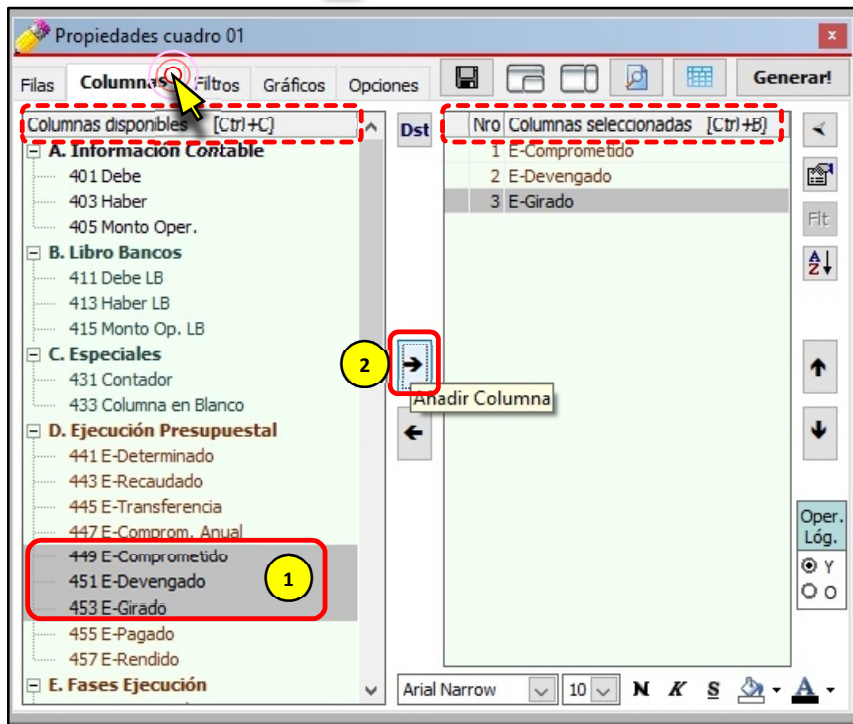 Propiedades cuadro 01
x
Filas Columnas Filtros Gráficos Opciones Generar!
Columnas disponibles [Ctrl+C]
A. Información Contable
401 Debe
403 Haber
405 Monto Oper.
B. Libro Bancos
411 Debe LB
413 Haber LB
415 Monto Op. LB
C. Especiales
431 Contador
433 Columna en Blanco
D. Ejecución Presupuestal
441 E-Determinado
443 E-Recaudado
445 E-Transferencia
447 E-Comprom. Anual
449 E-Comprometido
451 E-Devengado
453 E-Girado
455 E-Pagado
457 E-Rendido
E. Fases Ejecución
1
Dst
2
Añadir Columna
Nro Columnas seleccionadas [Ctrl+B]
1 E-Comprometido
2 E-Devengado
3 E-Girado
Flt
A
Z
Oper.
Lóg.
Y
O
Arial Narrow 10 N K S A